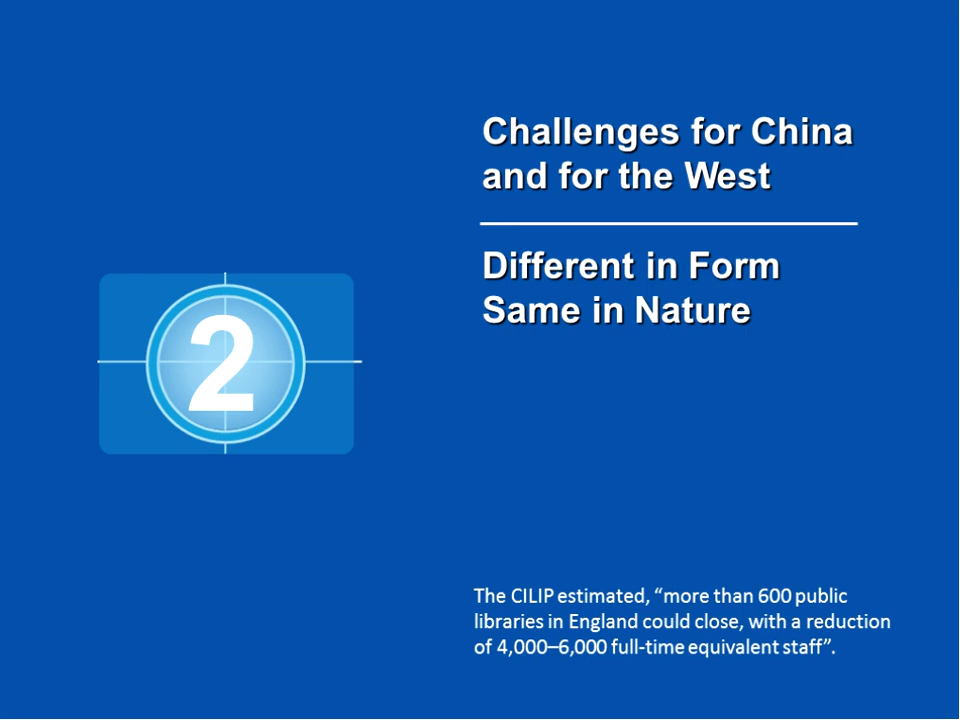 Challenges for China
and for the West
Different in Form
Same in Nature
2
The CILIP estimated, “more than 600 public
libraries in England could close, with a reduction
of 4,000–6,000 full-time equivalent staff”.